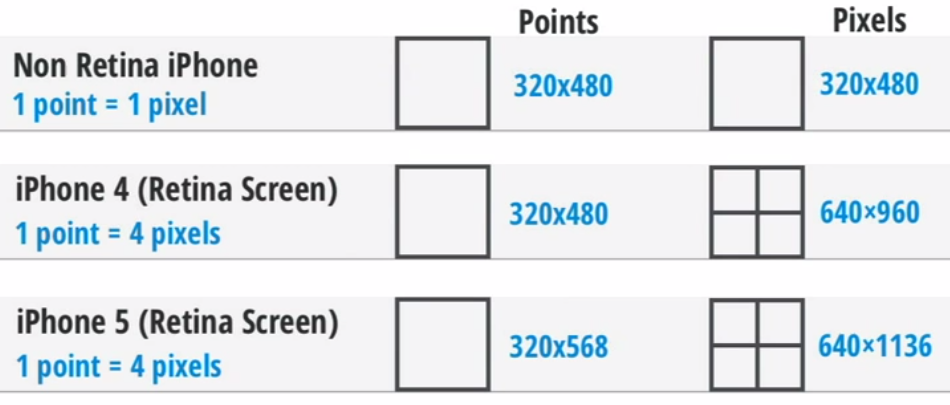 Points Pixels
Non Retina iPhone
1 point = 1 pixel
320x480
320x480
iPhone 4 (Retina Screen)
1 point = 4 pixels
320x480
640×960
iPhone 5 (Retina Screen)
1 point = 4 pixels
320x568
640×1136